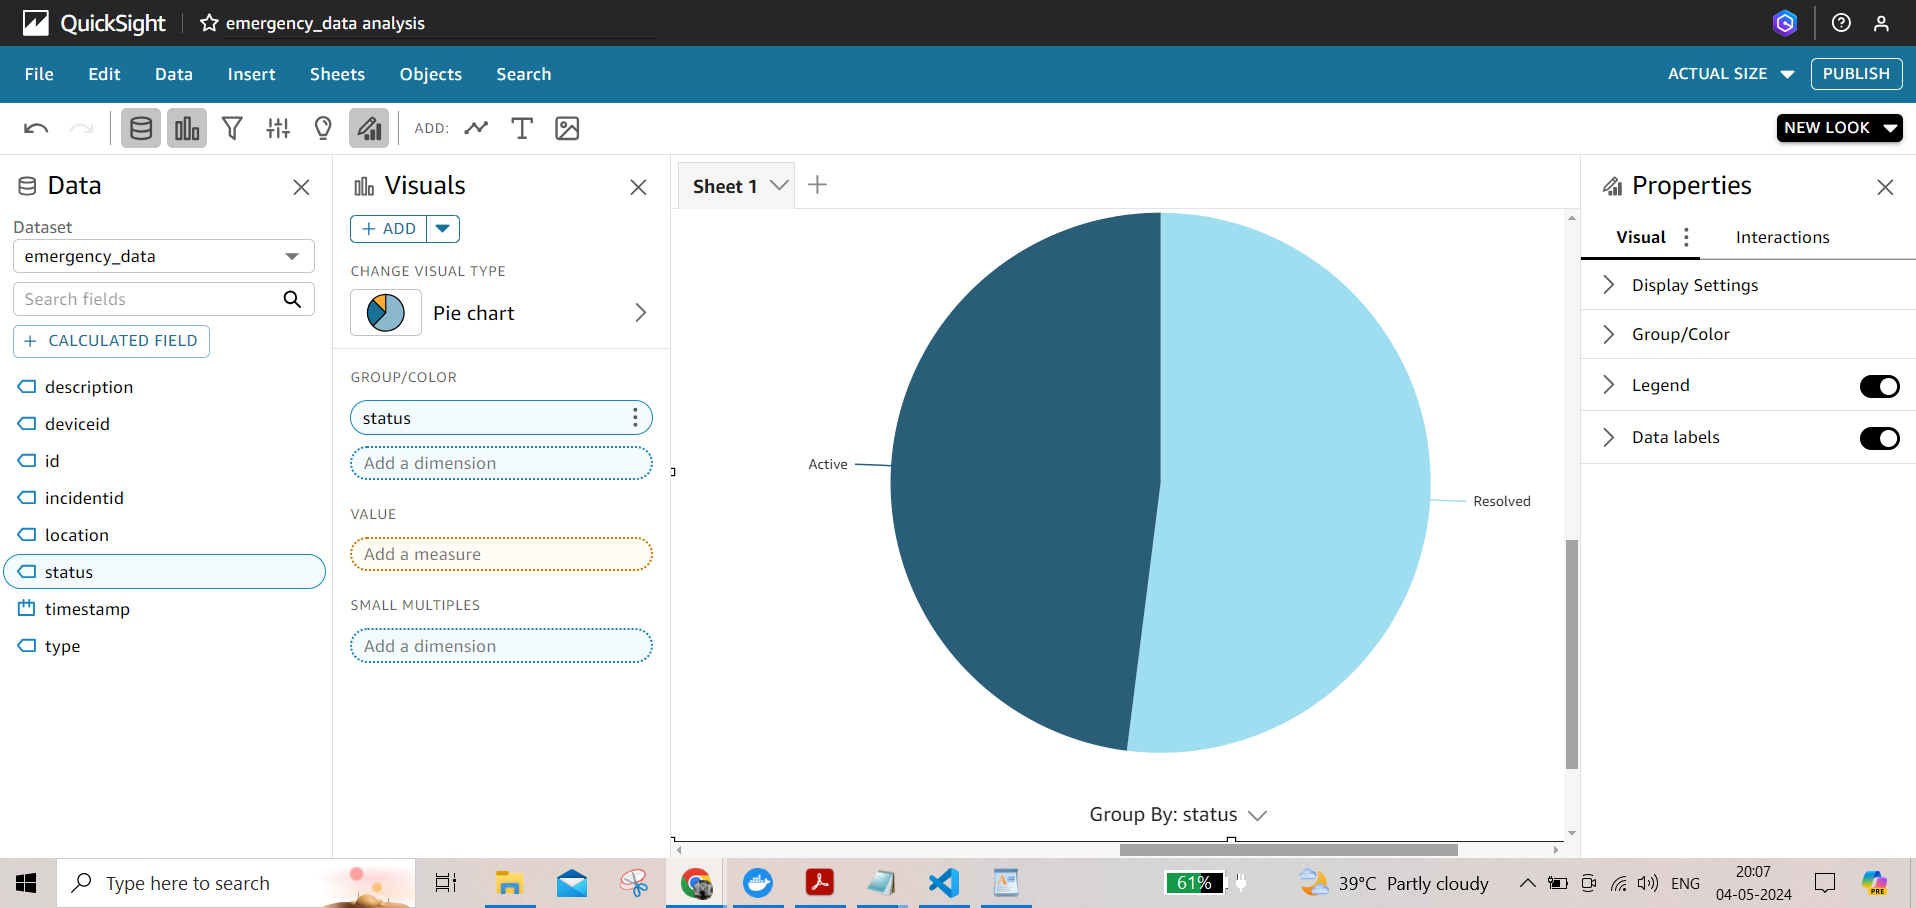 QuickSight
emergency_data analysis
File Edit Data Insert Sheets Objects Search
ACTUAL SIZE PUBLISH
ADD: T
NEW LOOK
Data
Dataset
emergency_data
Search fields
+ CALCULATED FIELD
description
deviceid
id
incidentid
location
status
timestamp
type
Visuals
+ ADD
CHANGE VISUAL TYPE
Pie chart
GROUP/COLOR
status
Add a dimension
VALUE
Add a measure
SMALL MULTIPLES
Add a dimension
Sheet 1
Active
Resolved
Group By: status
Properties
Visual Interactions
Display Settings
Group/Color
Legend
Data labels
Type here to search
61%
39°C Partly cloudy
ENG
20:07
04-05-2024
PRE